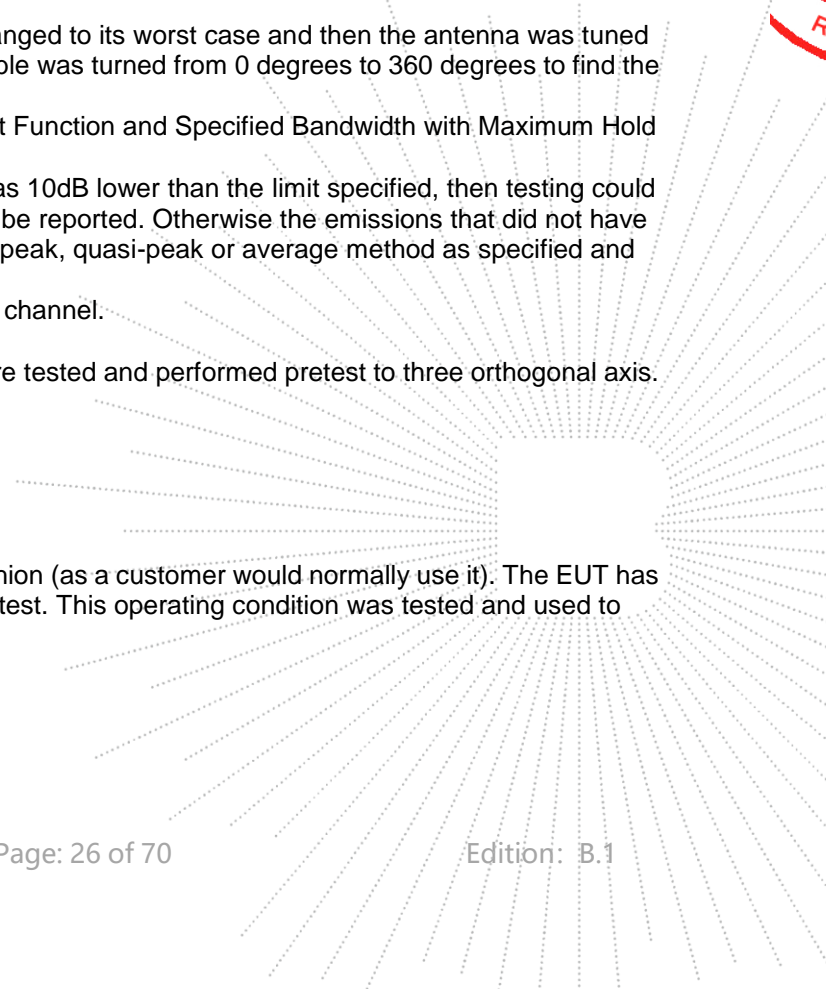 anged to its worst case and then the antenna was tuned
ble was turned from 0 degrees to 360 degrees to find the
t Function and Specified Bandwidth with Maximum Hold
as 10dB lower than the limit specified, then testing could
be reported. Otherwise the emissions that did not have
peak, quasi-peak or average method as specified and
channel.
re tested and performed pretest to three orthogonal axis.
nion (as a customer would normally use it). The EUT has
test. This operating condition was tested and used to
Page: 26 of 70 Edition: B.1
R